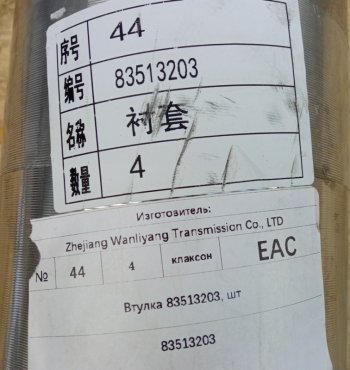 序号 44
编号 83513203
名称 衬套
数量 4
Изготовитель:
Zhejiang Wanliyang Transmission Co., LTD
№ 44 4 клаксон EAC
Втулка 83513203, шт
83513203